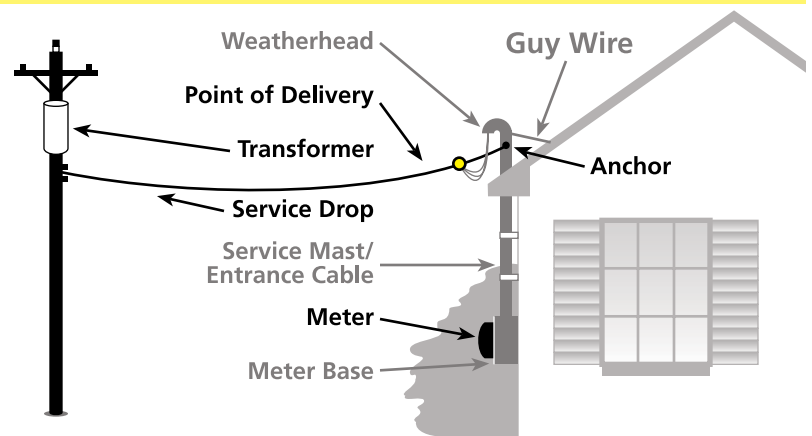 Weatherhead
Guy Wire
Point of Delivery
Transformer
Anchor
Service Drop
Service Mast/
Entrance Cable
Meter
Meter Base